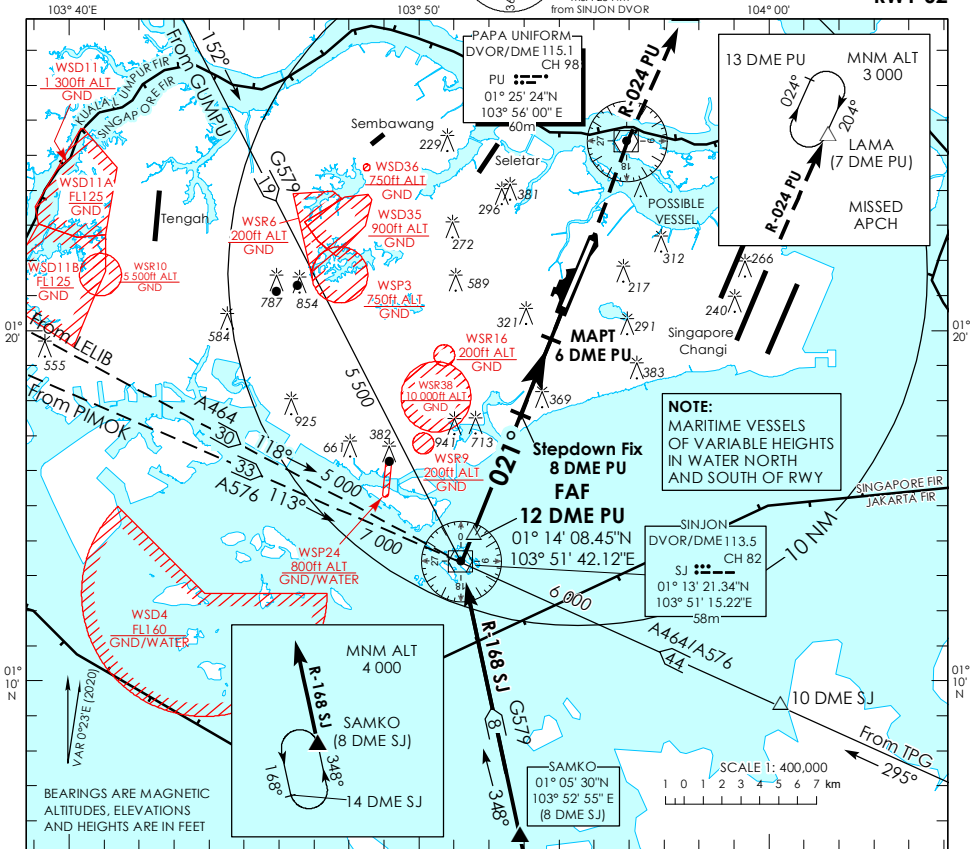 103° 40'E
103° 50'
from SINJON DVOR
104° 00'
36
152°
From GUMPU
PAPA UNIFORM
DVOR/DME 115.1
CH 98
PU
01° 25' 24"N
103° 56' 00" E
60m
R-024 PU
13 DME PU
MNM ALT
3 000
024°
204°
LAMA
(7 DME PU)
R-024 PU
MISSED
APCH
WSD11
1 300ft ALT
GND
KUALA LUMPUR FIR
SINGAPORE FIR
Sembawang
229
Seletar
WSD36
750ft ALT
GND
WSD11A
FL125
GND
G579
19
296
381
POSSIBLE
VESSEL
Tengah
WSR6
200ft ALT
GND
WSD35
900ft ALT
GND
272
312
266
WSD11B
FL125
GND
WSR10
5 500ft ALT
GND
787
854
WSP3
750ft ALT
GND
589
217
240
01°
20'
584
321
291
Singapore
Changi
01°
20'
From LELIB
555
MAPT
6 DME PU
WSR16
200ft ALT
GND
383
From PIMOK
5 500
WSR38
10 000ft ALT
GND
369
A464
30
925
NOTE:
MARITIME VESSELS
OF VARIABLE HEIGHTS
IN WATER NORTH
AND SOUTH OF RWY
118°
5 000
661
382
941
713
021°
Stepdown Fix
8 DME PU
33
A576
113°
WSR9
200ft ALT
GND
FAF
12 DME PU
01° 14' 08.45"N
103° 51' 42.12"E
SINGAPORE FIR
JAKARTA FIR
7 000
10 NM
WSP24
800ft ALT
GND/WATER
SINJON
DVOR/DME 113.5
CH 82
SJ
01° 13' 21.34"N
103° 51' 15.22"E
58m
6 000
WSD4
FL160
GND/WATER
A464/A576
44
MNM ALT
4 000
R-168 SJ
R-168 SJ
01°
10'
N
01°
10'
N
VAR 0°23'E (2020)
G579
8
10 DME SJ
SAMKO
(8 DME SJ)
348°
168°
14 DME SJ
From TPG
295°
SAMKO
01° 05' 30"N
103° 52' 55" E
(8 DME SJ)
348°
SCALE 1: 400,000
1 0 1 2 3 4 5 6 7 km
BEARINGS ARE MAGNETIC
ALTITUDES, ELEVATIONS
AND HEIGHTS ARE IN FEET